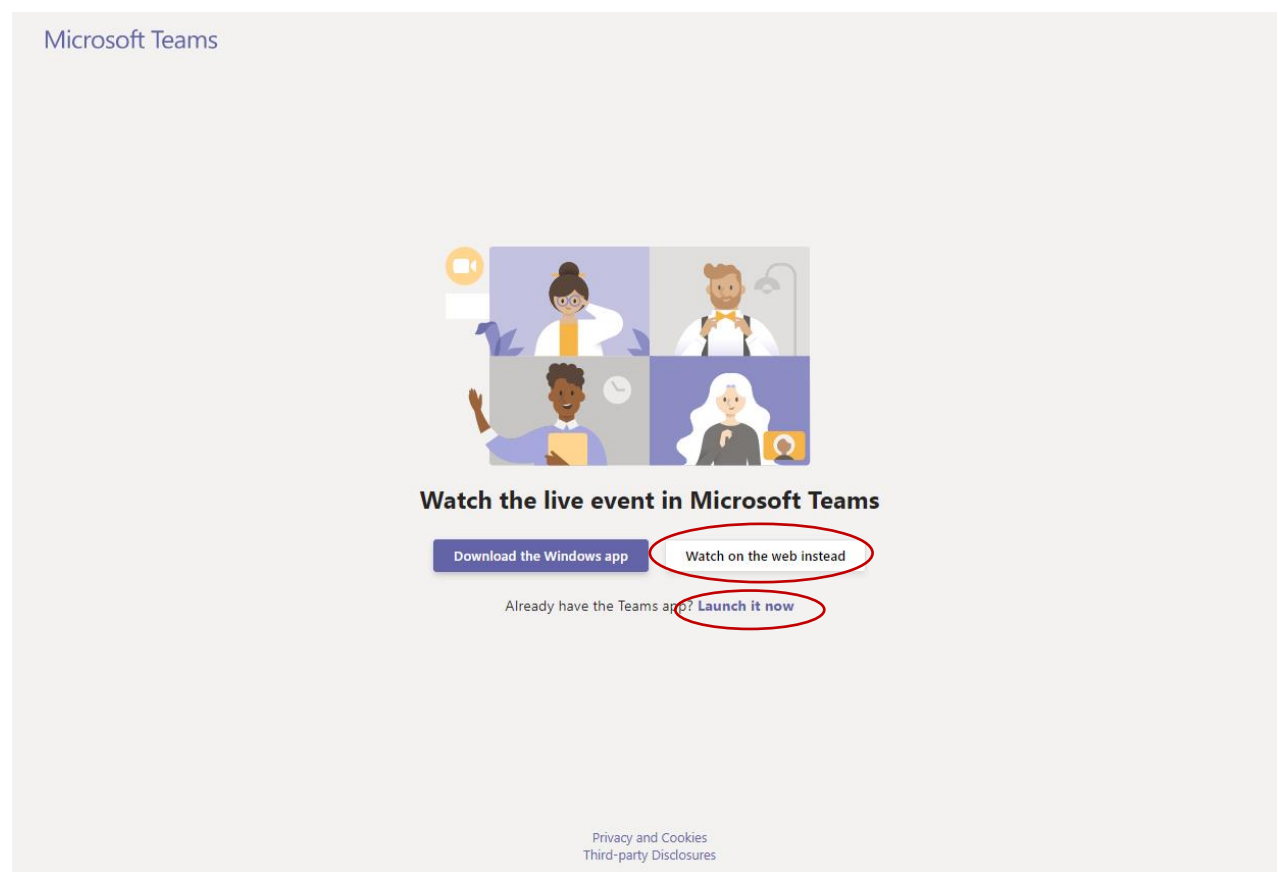 Microsoft Teams
Watch the live event in Microsoft Teams
Download the Windows app
Watch on the web instead
Already have the Teams app? Launch it now
Privacy and Cookies
Third-party Disclosures